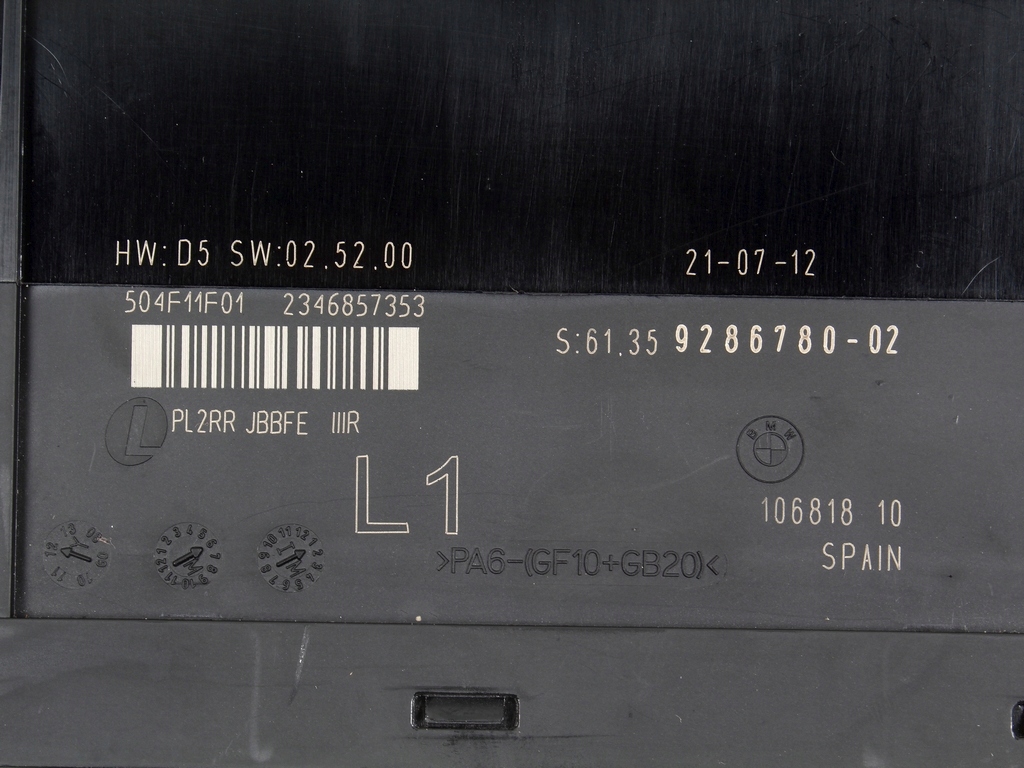 HW: D5 SW:02.52.00
21-07-12
504F11F01 2346857353
S:61.35 9286780-02
L PL2RR JBBFE IIIR
BMW
L1
106818 10
>PA6-(GF10+GB20)<
SPAIN